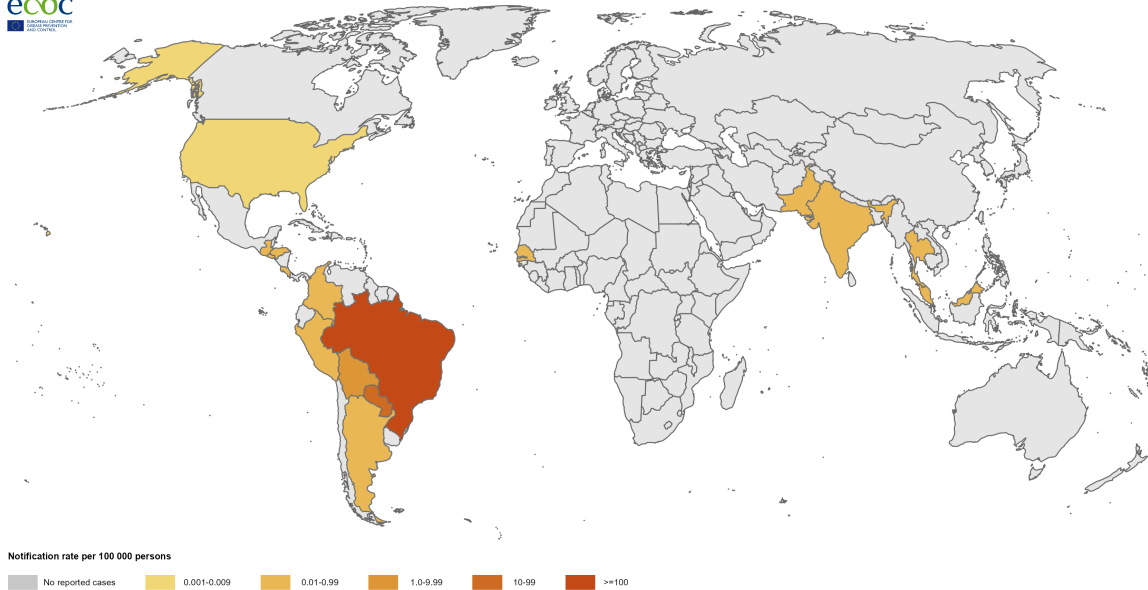 ecdc
EUROPEAN CENTRE FOR
DISEASE PREVENTION
AND CONTROL
Notification rate per 100 000 persons
No reported cases
0.001-0.009
0.01-0.99
1.0-9.99
10-99
>=100